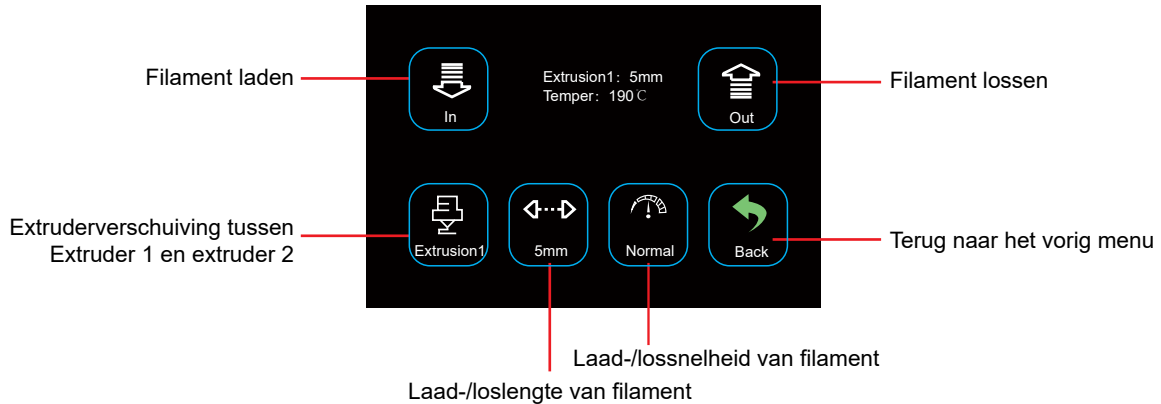 Filament laden
In
Extrusion1: 5mm
Temper: 190℃
Out
Filament lossen
Extruderverschuiving tussen
Extruder 1 en extruder 2
Extrusion1
5mm
Normal
Back
Terug naar het vorig menu
Laad-/lossnelheid van filament
Laad-/loslengte van filament